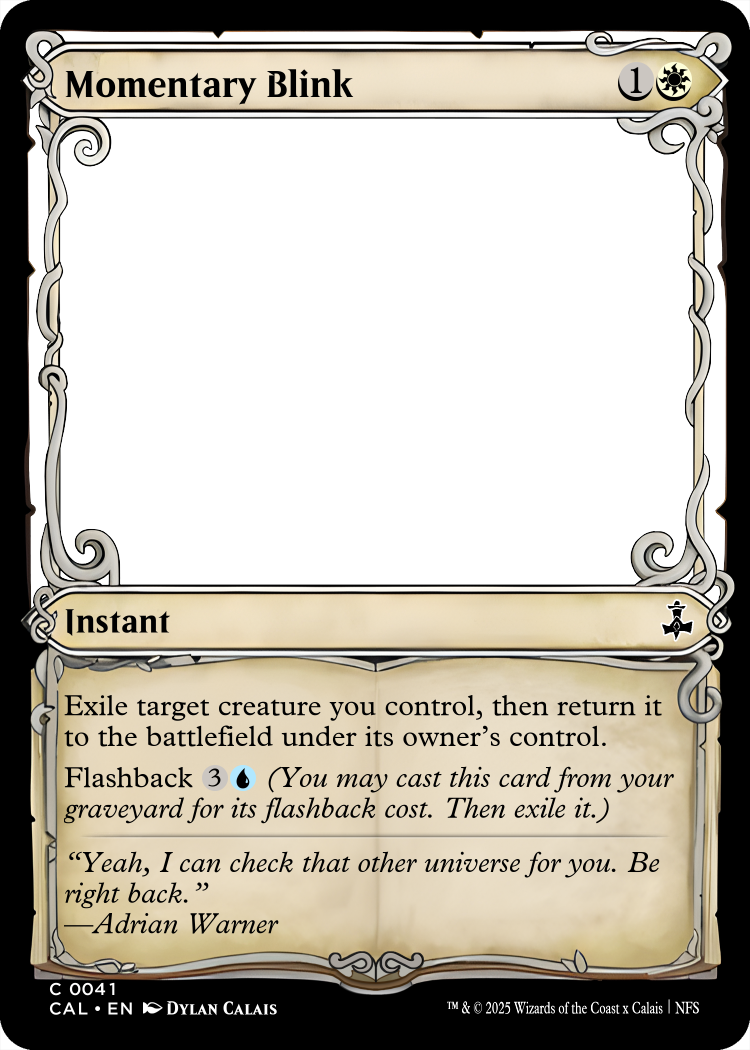 Momentary Blink 1
Instant
Exile target creature you control, then return it
to the battlefield under its owner's control.
Flashback 3 (You may cast this card from your
graveyard for its flashback cost. Then exile it.)
“Yeah, I can check that other universe for you. Be
right back.”
—Adrian Warner
C 0041
CAL • EN DYLAN CALAIS
™ & © 2025 Wizards of the Coast x Calais | NFS